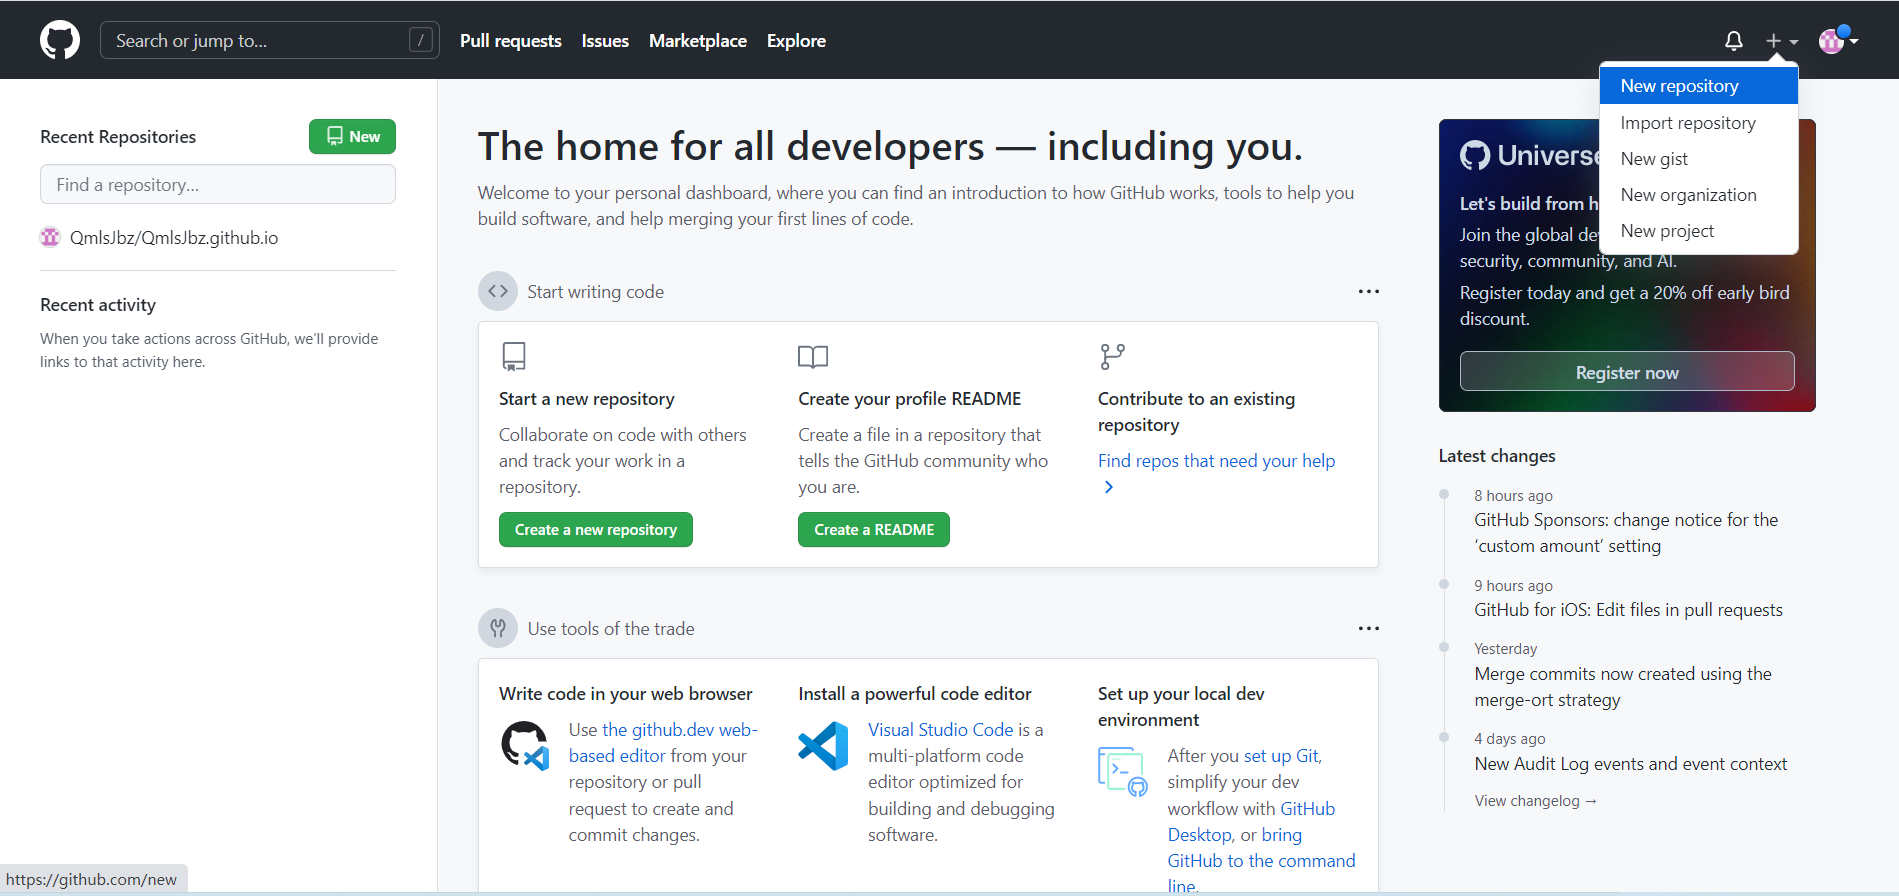 Search or jump to...
/
Pull requests
Issues
Marketplace
Explore
New repository
Import repository
New gist
New organization
New project
Recent Repositories
New
Find a repository...
QmlsJbz/QmlsJbz.github.io
Recent activity
When you take actions across GitHub, we’ll provide
links to that activity here.
The home for all developers — including you.
Welcome to your personal dashboard, where you can find an introduction to how GitHub works, tools to help you
build software, and help merging your first lines of code.
Start writing code
Start a new repository
Collaborate on code with others
and track your work in a
repository.
Create a new repository
Create your profile README
Create a file in a repository that
tells the GitHub community who
you are.
Create a README
Contribute to an existing
repository
Find repos that need your help
Use tools of the trade
Write code in your web browser
Use the github.dev web-
based editor from your
repository or pull
request to create and
commit changes.
Install a powerful code editor
Visual Studio Code is a
multi-platform code
editor optimized for
building and debugging
software.
Set up your local dev
environment
After you set up Git,
simplify your dev
workflow with GitHub
Desktop, or bring
GitHub to the command
line.
Universe
Let's build from h
Join the global de
security, community, and AI.
Register today and get a 20% off early bird
discount.
Register now
Latest changes
8 hours ago
GitHub Sponsors: change notice for the
‘custom amount’ setting
9 hours ago
GitHub for iOS: Edit files in pull requests
Yesterday
Merge commits now created using the
merge-ort strategy
4 days ago
New Audit Log events and event context
View changelog →
https://github.com/new